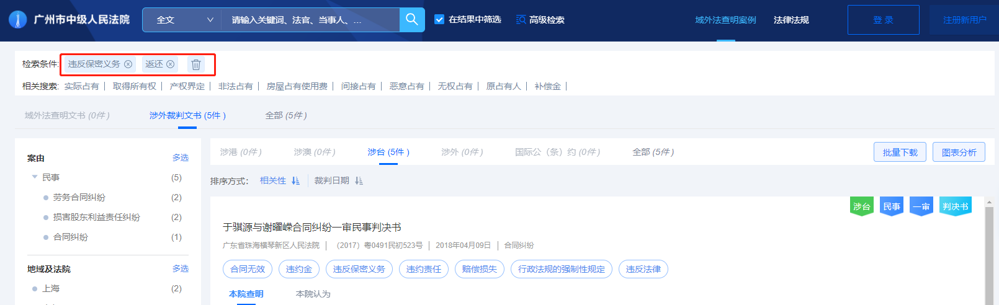 广州市中级人民法院 全文 请输入关键词、法官、当事人、... 在结果中筛选 高级检索 域外法查明案例 法律法规 登 录 注册新用户
检索条件: 违反保密义务 返还
相关搜索: 实际占有 | 取得所有权 | 产权界定 | 非法占有 | 房屋占有使用费 | 间接占有 | 恶意占有 | 无权占有 | 原占有人 | 补偿金 |
域外法查明文书 (0件) 涉外裁判文书 (5件) 全部 (5件)
案由 多选
民事 (5)
劳务合同纠纷 (2)
损害股东利益责任纠纷 (2)
合同纠纷 (1)
地域及法院 多选
上海 (2)
涉港 (0件) 涉澳 (0件) 涉台 (5件) 涉外 (0件) 国际公（条）约 (0件) 全部 (5件) 批量下载 图表分析
排序方式： 相关性 | 裁判日期
涉台 民事 一审 判决书
于骐源与谢曜嵘合同纠纷一审民事判决书
广东省珠海横琴新区人民法院 | （2017）粤0491民初523号 | 2018年04月09日 | 合同纠纷
合同无效 违约金 违反保密义务 违约责任 赔偿损失 行政法规的强制性规定 违反法律
本院查明 本院认为